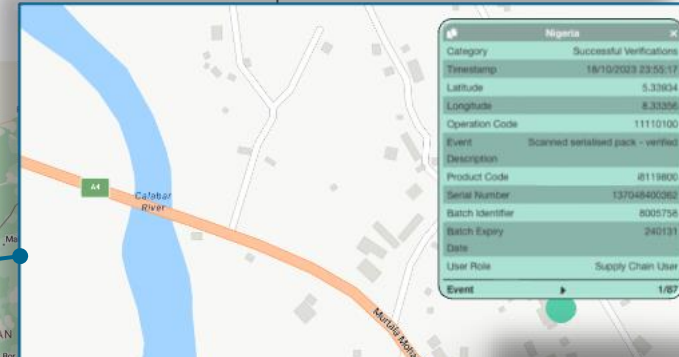 Nigeria
Category Successful Verifications
Timestamp 18/10/2023 23:55:17
Latitude 5.33934
Longitude 8.33356
Operation Code 11110100
Event Description Scanned serialised pack - verified
Product Code i8119800
Serial Number 137048400362
Batch Identifier 8005758
Batch Expiry Date 240131
User Role Supply Chain User
Event 1/87
A4
Calabar
River
Murtala